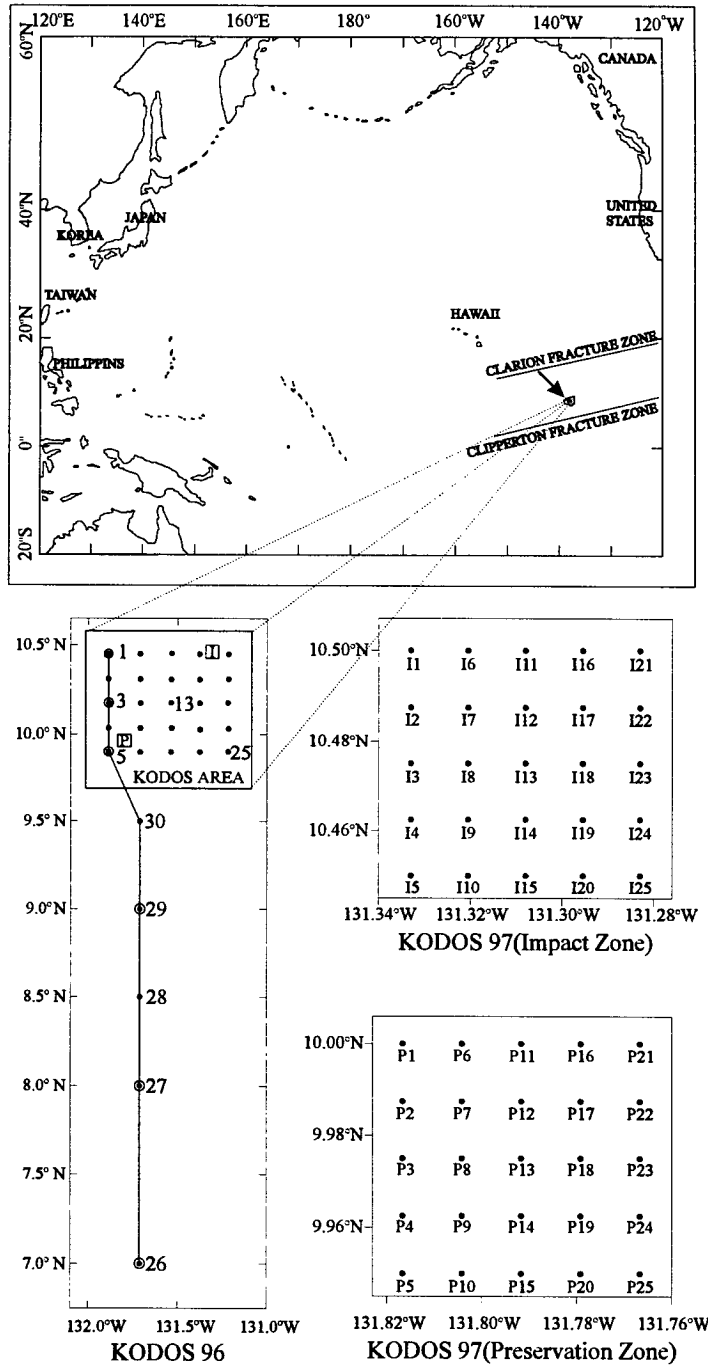 120°E 140°E 160°E 180° 160°W 140°W 120°W
60°N
CANADA
40°N
UNITED
STATES
JAPAN
KOREA
TAIWAN
20°N
HAWAII
CLARION FRACTURE ZONE
PHILIPPINS
CLIPPERTON FRACTURE ZONE
0°
20°S
10.5° N
10.0° N
9.5° N
9.0° N
8.5° N
8.0° N
7.5° N
7.0° N
1
I
3
13
P
5
25
KODOS AREA
30
29
28
27
26
132.0°W 131.5°W 131.0°W
KODOS 96
10.50°N
10.48°N
10.46°N
I1 I6 I11 I16 I21
I2 I7 I12 I17 I22
I3 I8 I13 I18 I23
I4 I9 I14 I19 I24
I5 I10 I15 I20 I25
131.34°W 131.32°W 131.30°W 131.28°W
KODOS 97(Impact Zone)
10.00°N
9.98°N
9.96°N
P1 P6 P11 P16 P21
P2 P7 P12 P17 P22
P3 P8 P13 P18 P23
P4 P9 P14 P19 P24
P5 P10 P15 P20 P25
131.82°W 131.80°W 131.78°W 131.76°W
KODOS 97(Preservation Zone)